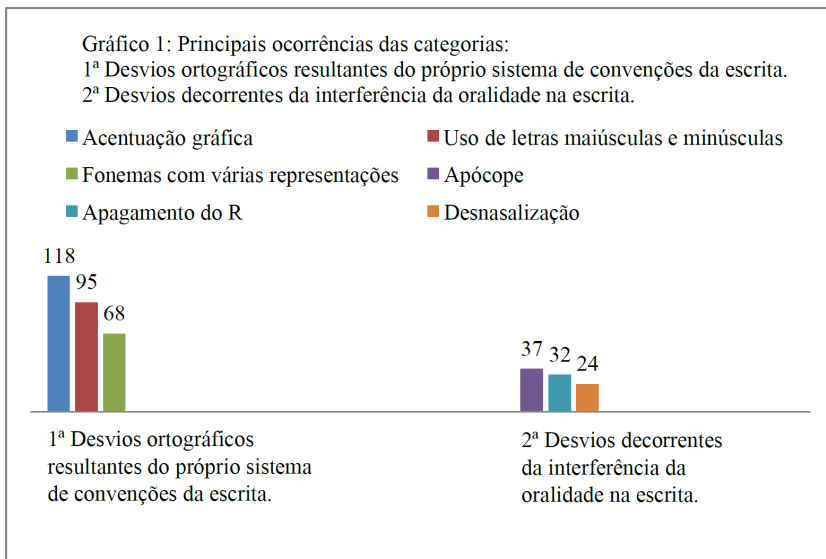 Gráfico 1: Principais ocorrências das categorias:
1ª Desvios ortográficos resultantes do próprio sistema de convenções da escrita.
2ª Desvios decorrentes da interferência da oralidade na escrita.
Acentuação gráfica
Uso de letras maiúsculas e minúsculas
Fonemas com várias representações
Apócope
Apagamento do R
Desnasalização
118
95
68
37
32
24
1ª Desvios ortográficos
resultantes do próprio sistema
de convenções da escrita.
2ª Desvios decorrentes
da interferência da
oralidade na escrita.